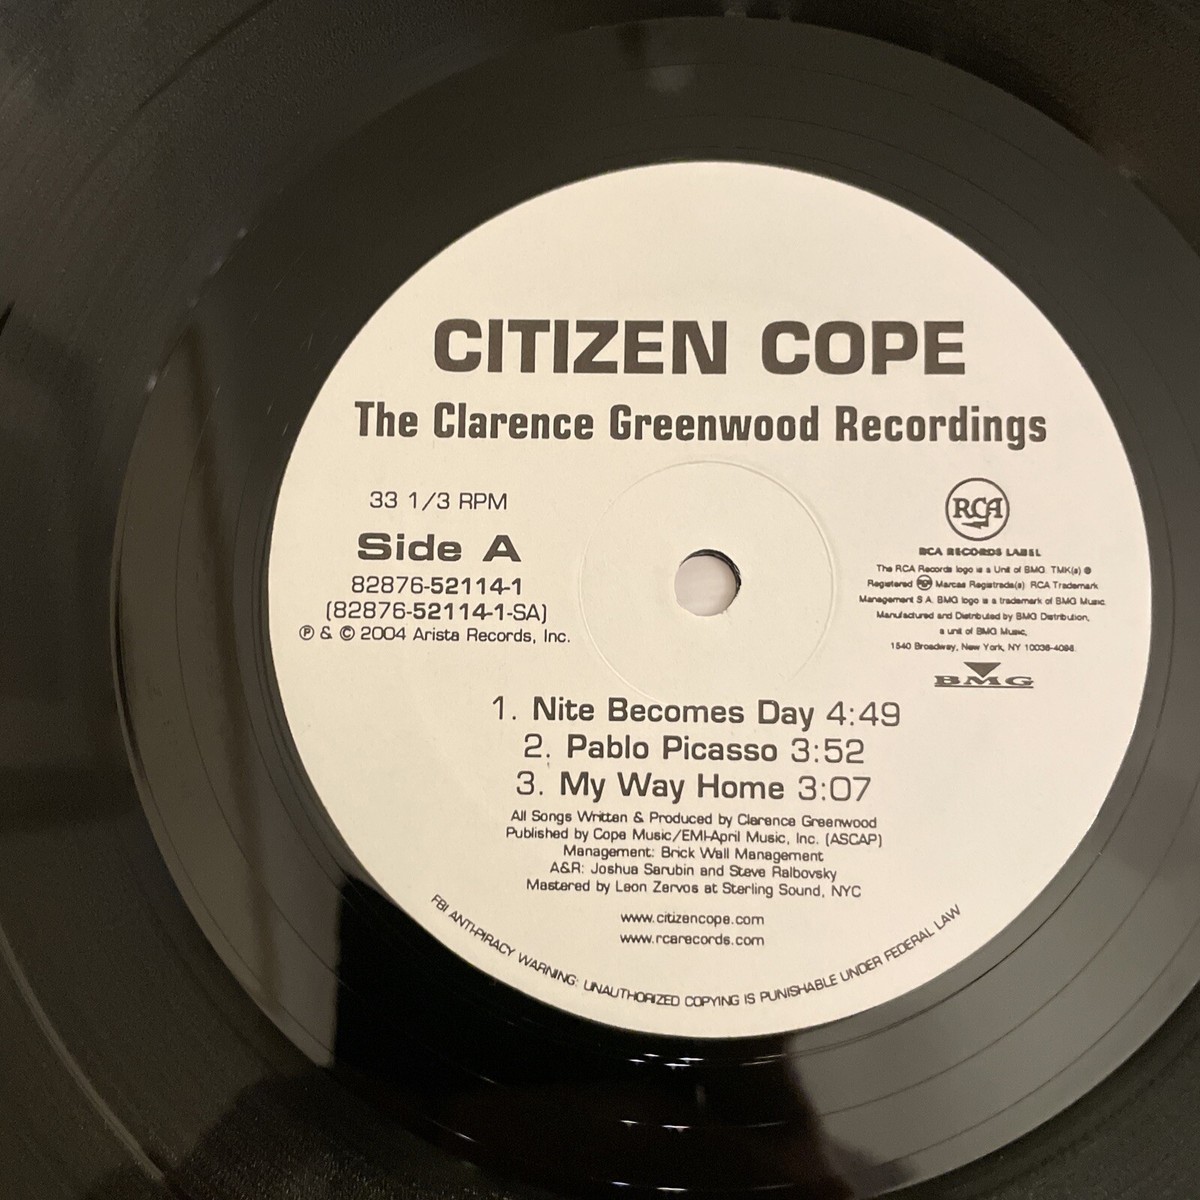 CITIZEN COPE
The Clarence Greenwood Recordings
33 1/3 RPM
Side A
82876-52114-1
(82876-52114-1-SA)
℗ & © 2004 Arista Records, Inc.
RCA
RCA RECORDS LABEL
The RCA Records logo is a Unit of BMG. TMK(s) ®
Registered RCA Marcas Registrada(s) RCA Trademark
Management S.A. BMG logo is a trademark of BMG Music.
Manufactured and Distributed by BMG Distribution,
a unit of BMG Music,
1540 Broadway, New York, NY 10036-4098.
BMG
1. Nite Becomes Day 4:49
2. Pablo Picasso 3:52
3. My Way Home 3:07
All Songs Written & Produced by Clarence Greenwood
Published by Cope Music/EMI-April Music, Inc. (ASCAP)
Management: Brick Wall Management
A&R: Joshua Sarubin and Steve Ralbovsky
Mastered by Leon Zervos at Sterling Sound, NYC
www.citizencope.com
www.rcarecords.com
FBI ANTI-PIRACY WARNING: UNAUTHORIZED COPYING IS PUNISHABLE UNDER FEDERAL LAW